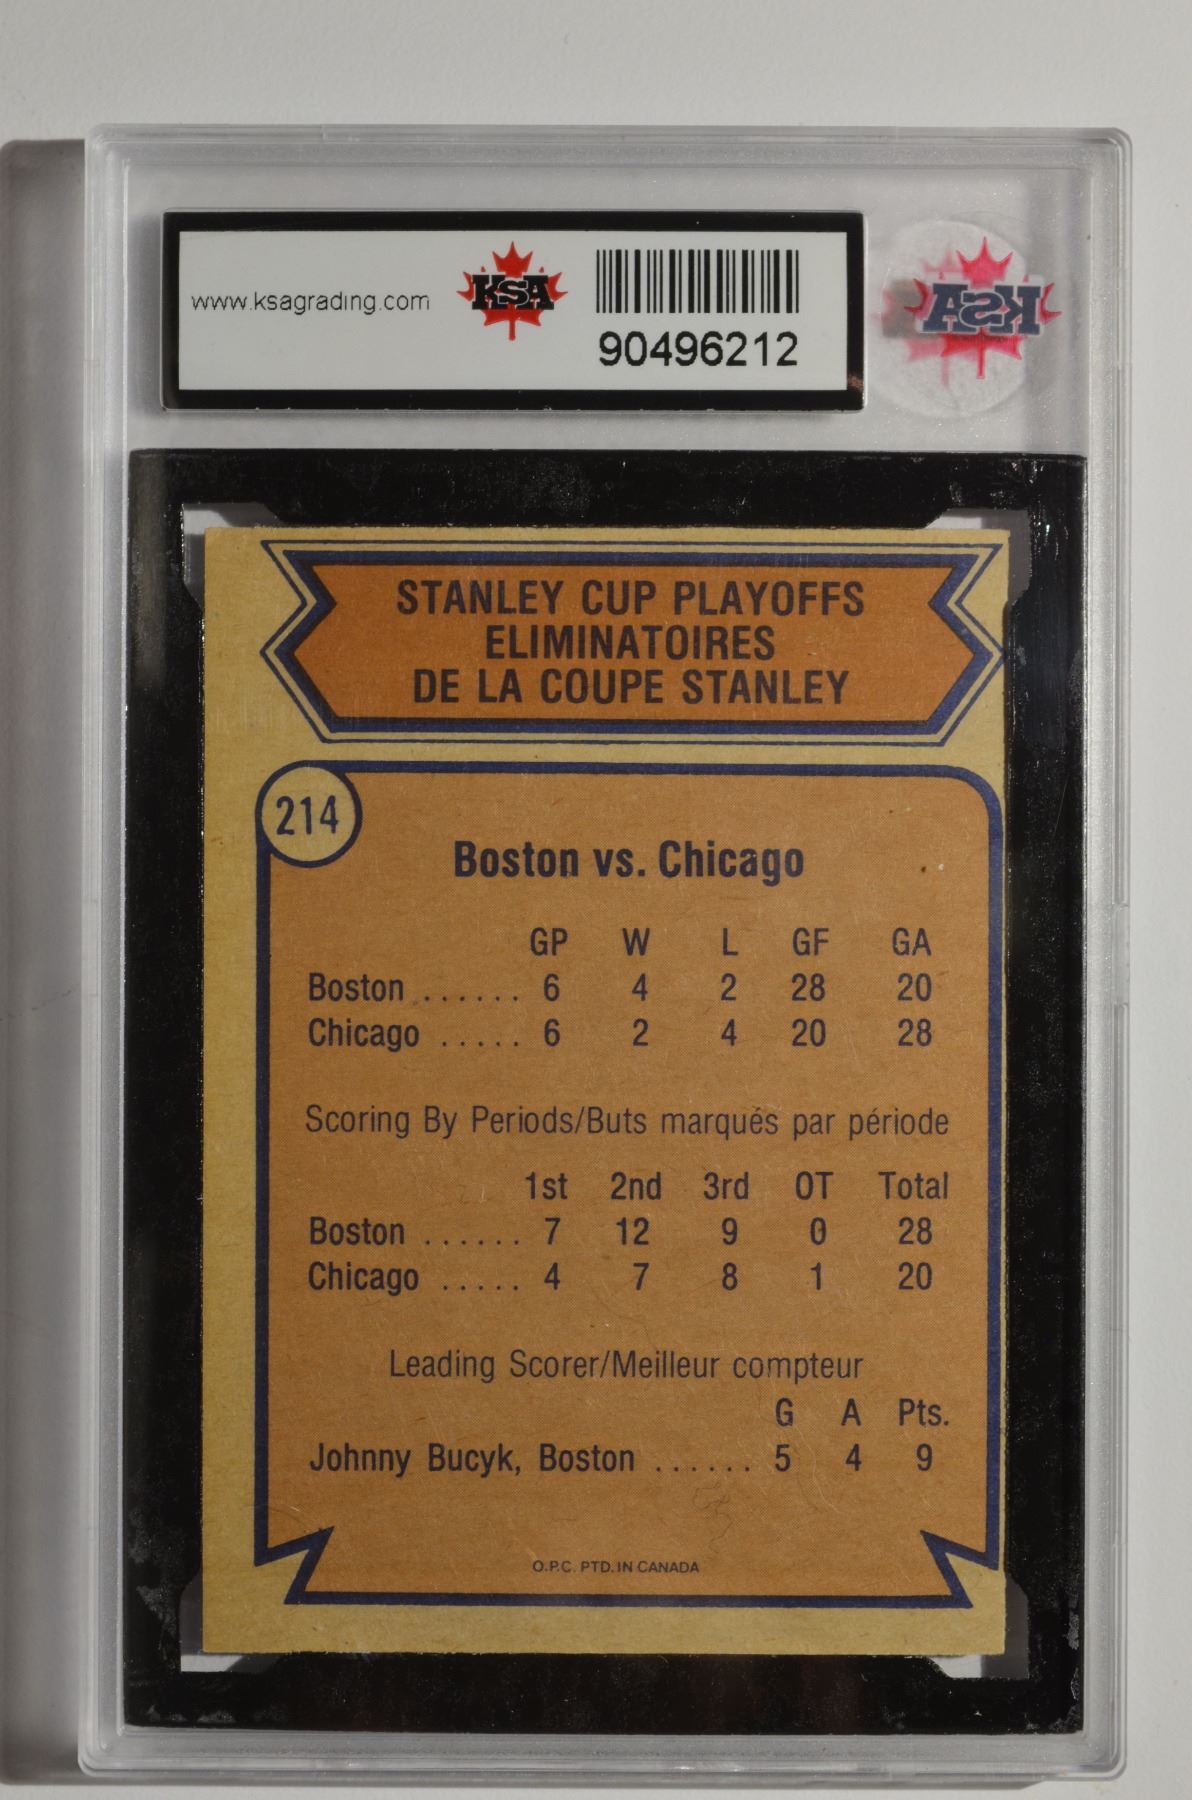 www.ksagrading.com
KSA
90496212
KSA
STANLEY CUP PLAYOFFS
ELIMINATOIRES
DE LA COUPE STANLEY
214
Boston vs. Chicago
GP W L GF GA
Boston ...... 6 4 2 28 20
Chicago ..... 6 2 4 20 28
Scoring By Periods/Buts marqués par période
1st 2nd 3rd OT Total
Boston ...... 7 12 9 0 28
Chicago ..... 4 7 8 1 20
Leading Scorer/Meilleur compteur
G A Pts.
Johnny Bucyk, Boston ...... 5 4 9
O.P.C. PTD. IN CANADA